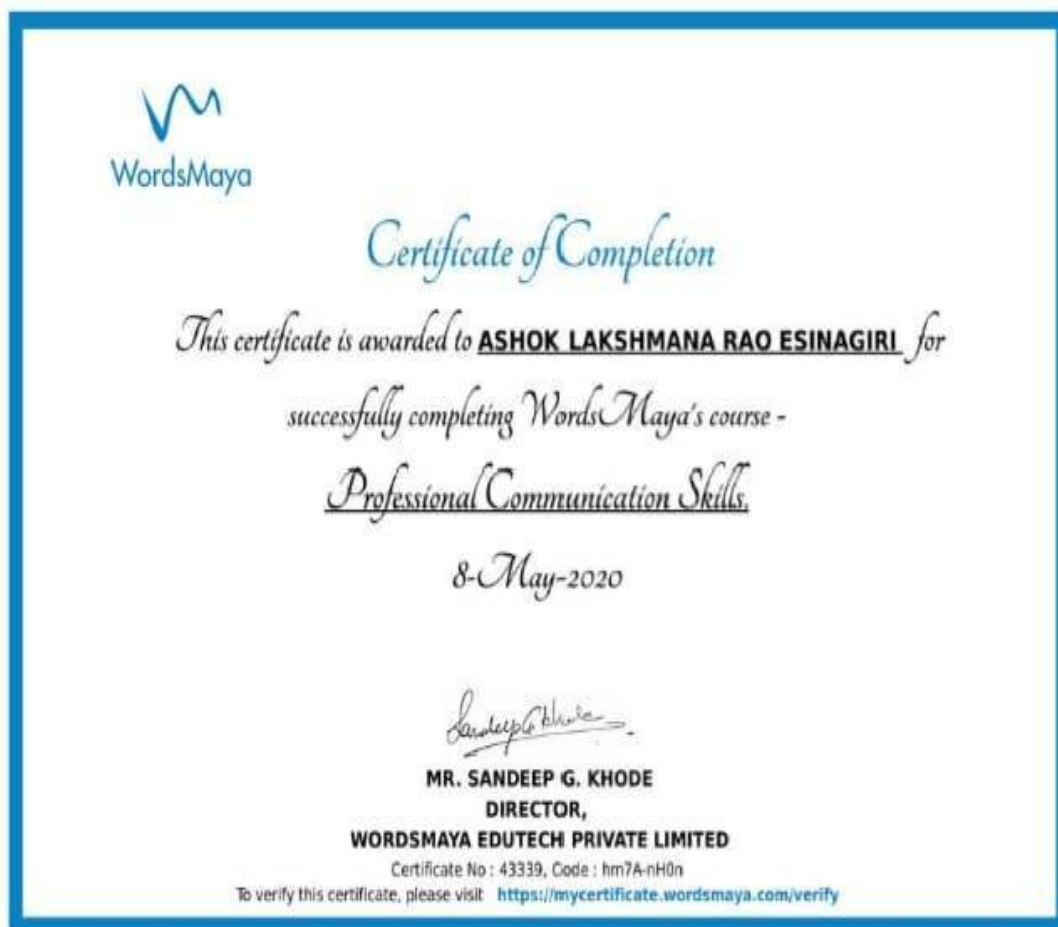 WordsMaya
Certificate of Completion
This certificate is awarded to ASHOK LAKSHMANA RAO ESINAGIRI for
successfully completing WordsMaya's course -
Professional Communication Skills.
8-May-2020
Sandeep G Khode
MR. SANDEEP G. KHODE
DIRECTOR,
WORDSMAYA EDUTECH PRIVATE LIMITED
Certificate No : 43339, Code : hm7A-nH0n
To verify this certificate, please visit https://mycertificate.wordsmaya.com/verify